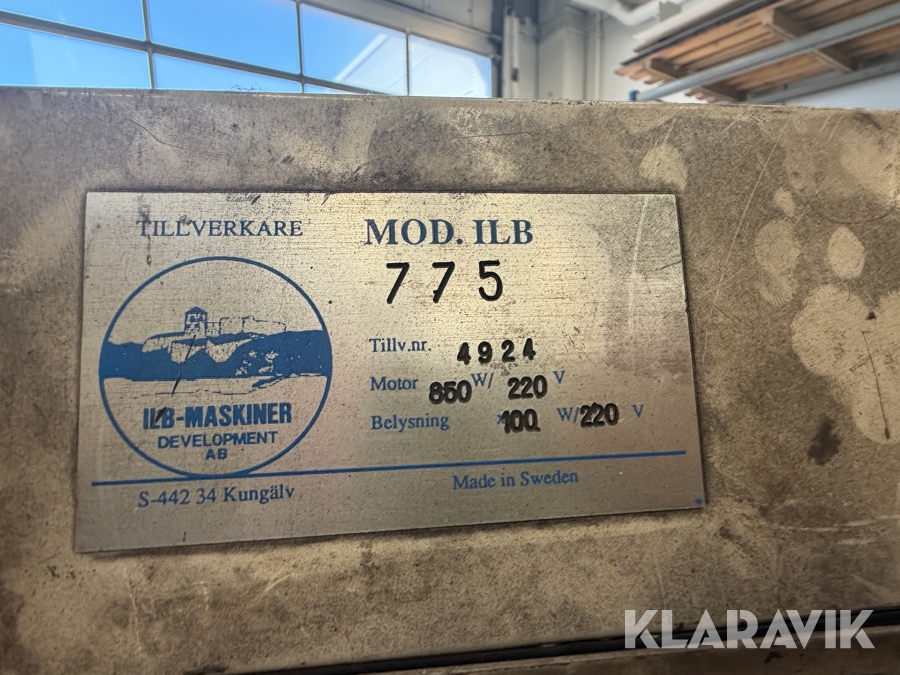 TILLVERKARE
MOD. ILB
775
ILB-MASKINER
DEVELOPMENT
AB
Tillv.nr. 4924
Motor 850 W/ 220 V
Belysning 100 W/ 220 V
S-442 34 Kungälv
Made in Sweden
KLARAVIK